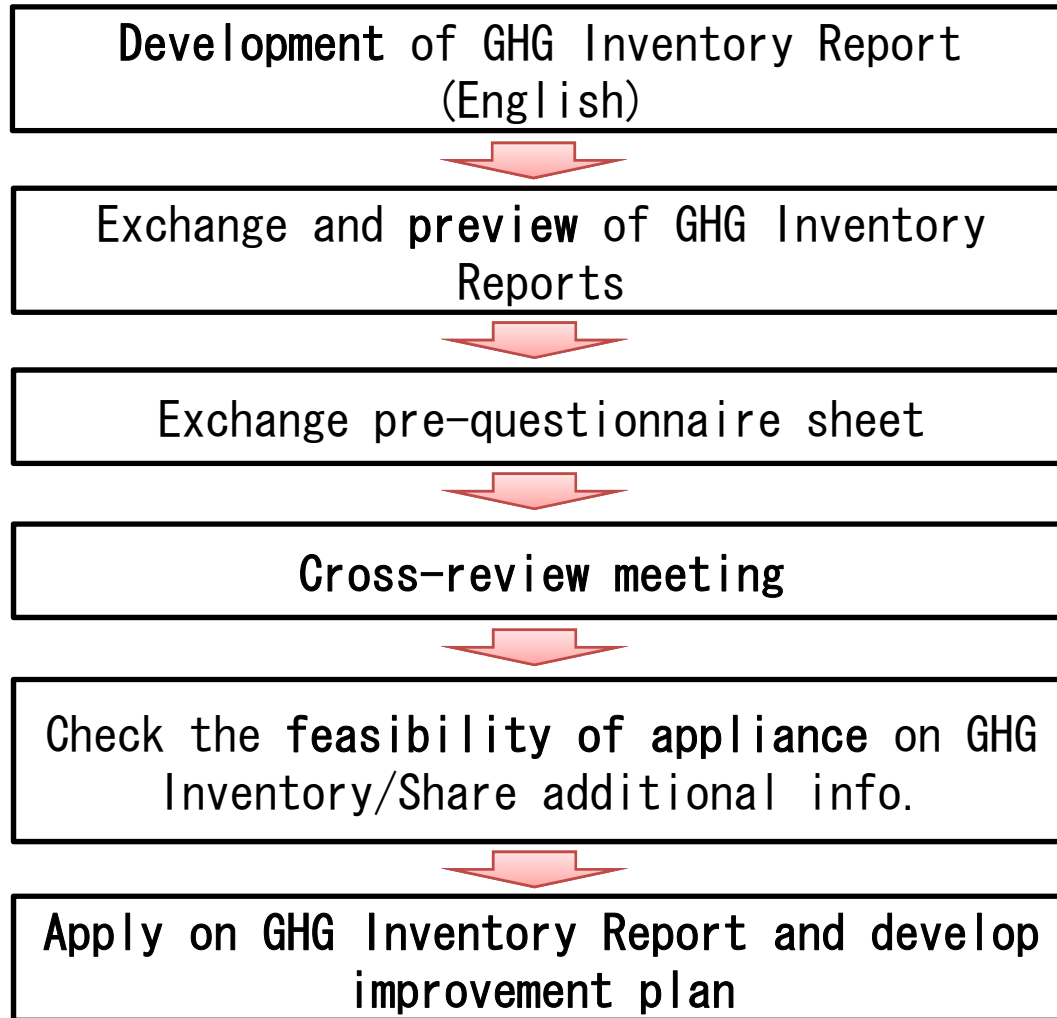 Development of GHG Inventory Report
(English)
Exchange and preview of GHG Inventory
Reports
Exchange pre-questionnaire sheet
Cross-review meeting
Check the feasibility of appliance on GHG
Inventory/Share additional info.
Apply on GHG Inventory Report and develop
improvement plan